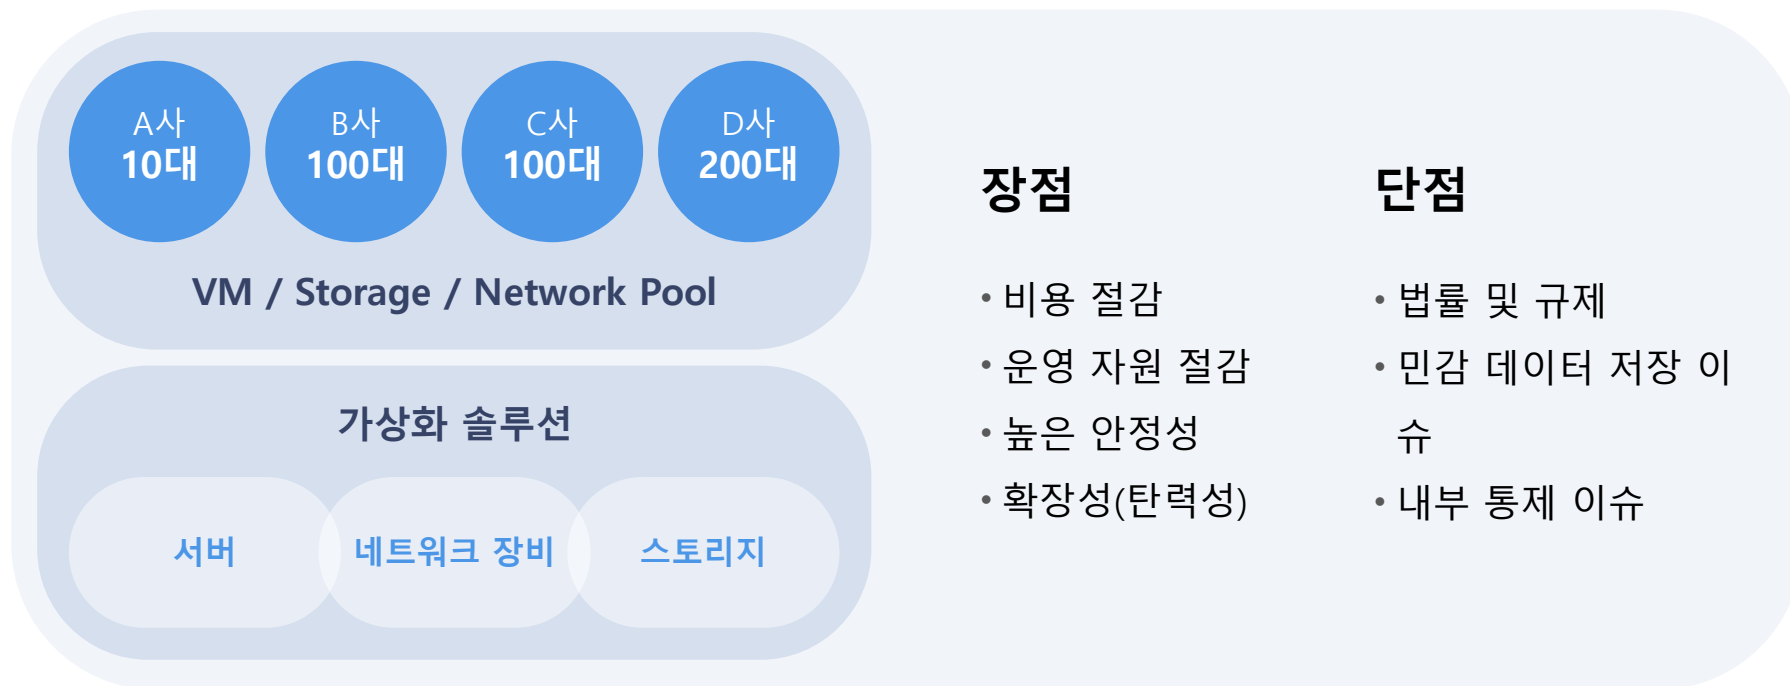 A사
10대
B사
100대
C사
100대
D사
200대
VM / Storage / Network Pool
가상화 솔루션
서버
네트워크 장비
스토리지
장점
• 비용 절감
• 운영 자원 절감
• 높은 안정성
• 확장성(탄력성)
단점
• 법률 및 규제
• 민감 데이터 저장 이
슈
• 내부 통제 이슈